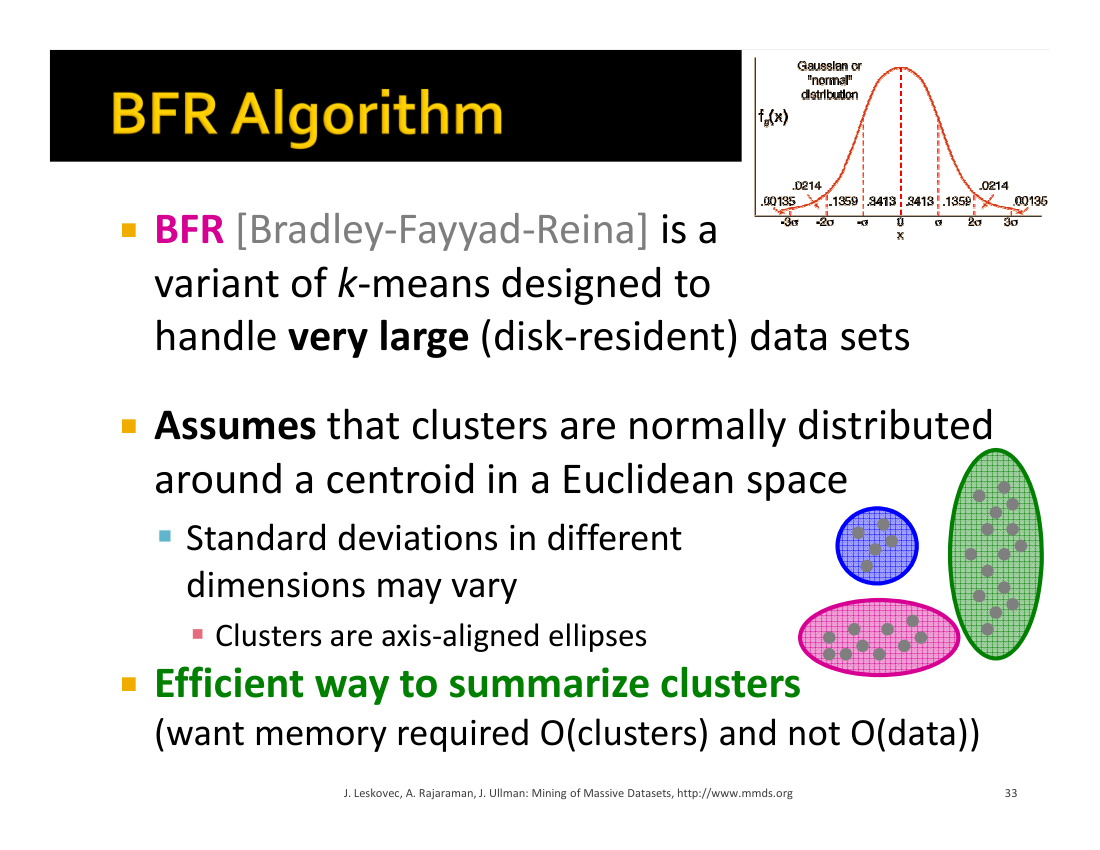 BFR Algorithm
Gaussian or
"normal"
distribution
fg(x)
.0214
.0214
.00135
.1359
.3413
.3413
.1359
.00135
-3σ
-2σ
-σ
0
σ
2σ
3σ
x
BFR [Bradley-Fayyad-Reina] is a
variant of k-means designed to
handle very large (disk-resident) data sets
Assumes that clusters are normally distributed
around a centroid in a Euclidean space
Standard deviations in different
dimensions may vary
Clusters are axis-aligned ellipses
Efficient way to summarize clusters
(want memory required O(clusters) and not O(data))
J. Leskovec, A. Rajaraman, J. Ullman: Mining of Massive Datasets, http://www.mmds.org
33